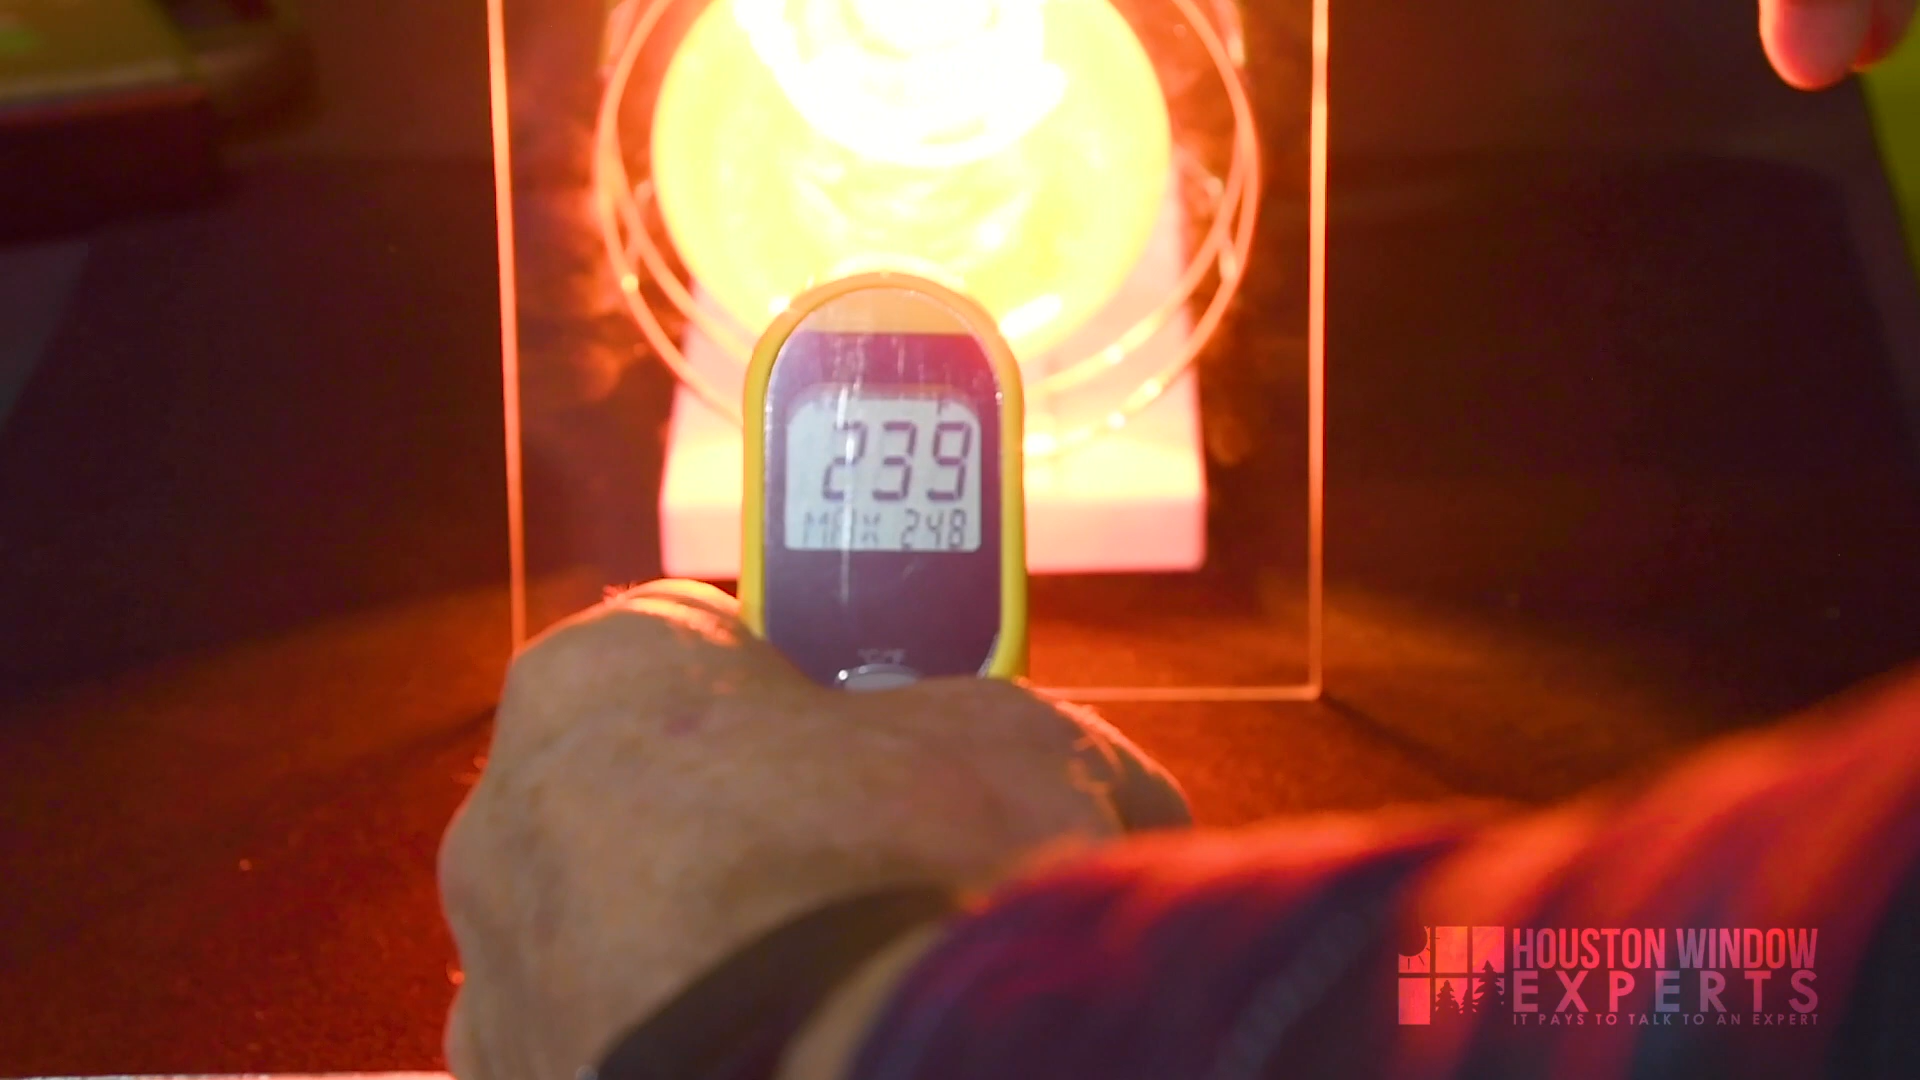 239
MAX 248
HOUSTON WINDOW
EXPERTS
IT PAYS TO TALK TO AN EXPERT